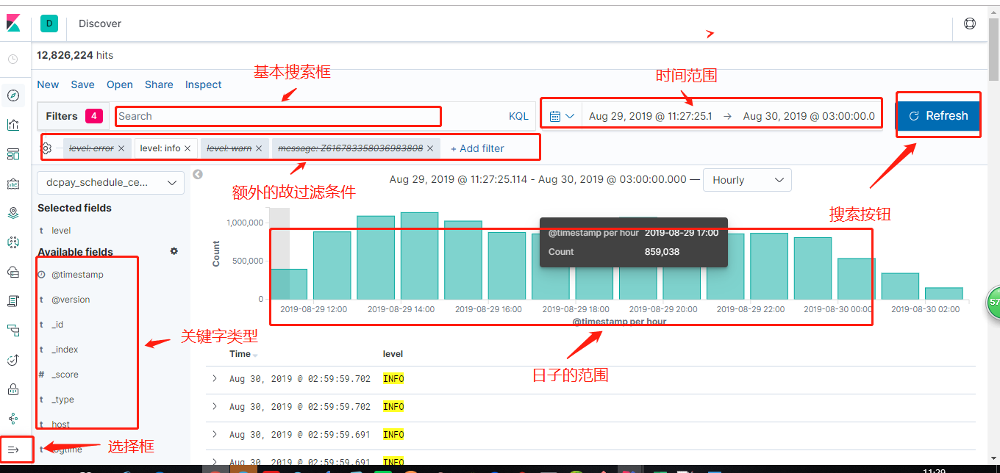 D Discover
12,826,224 hits
基本搜索框
时间范围
New Save Open Share Inspect
Filters 4 Search KQL Aug 29, 2019 @ 11:27:25.1 → Aug 30, 2019 @ 03:00:00.0 Refresh
level: error × level: info × level: warn × message: Z616783358036983808 × + Add filter
额外的故过滤条件
搜索按钮
dcpay_schedule_ce...
Aug 29, 2019 @ 11:27:25.114 - Aug 30, 2019 @ 03:00:00.000 — Hourly
Selected fields
t level
Available fields
@timestamp
t @version
t _id
t _index
# _score
t _type
t host
关键字类型
选择框
Count
1,000,000
500,000
0
@timestamp per hour 2019-08-29 17:00
Count 859,038
2019-08-29 12:00 2019-08-29 14:00 2019-08-29 16:00 2019-08-29 18:00 2019-08-29 20:00 2019-08-29 22:00 2019-08-30 00:00 2019-08-30 02:00
@timestamp per hour
日子的范围
Time level
Aug 30, 2019 @ 02:59:59.702 INFO
Aug 30, 2019 @ 02:59:59.702 INFO
Aug 30, 2019 @ 02:59:59.691 INFO
Aug 30, 2019 @ 02:59:59.691 INFO
57
11:29